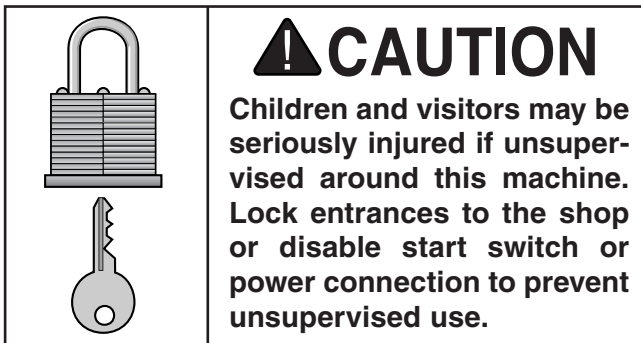 CAUTION
Children and visitors may be
seriously injured if unsuper-
vised around this machine.
Lock entrances to the shop
or disable start switch or
power connection to prevent
unsupervised use.